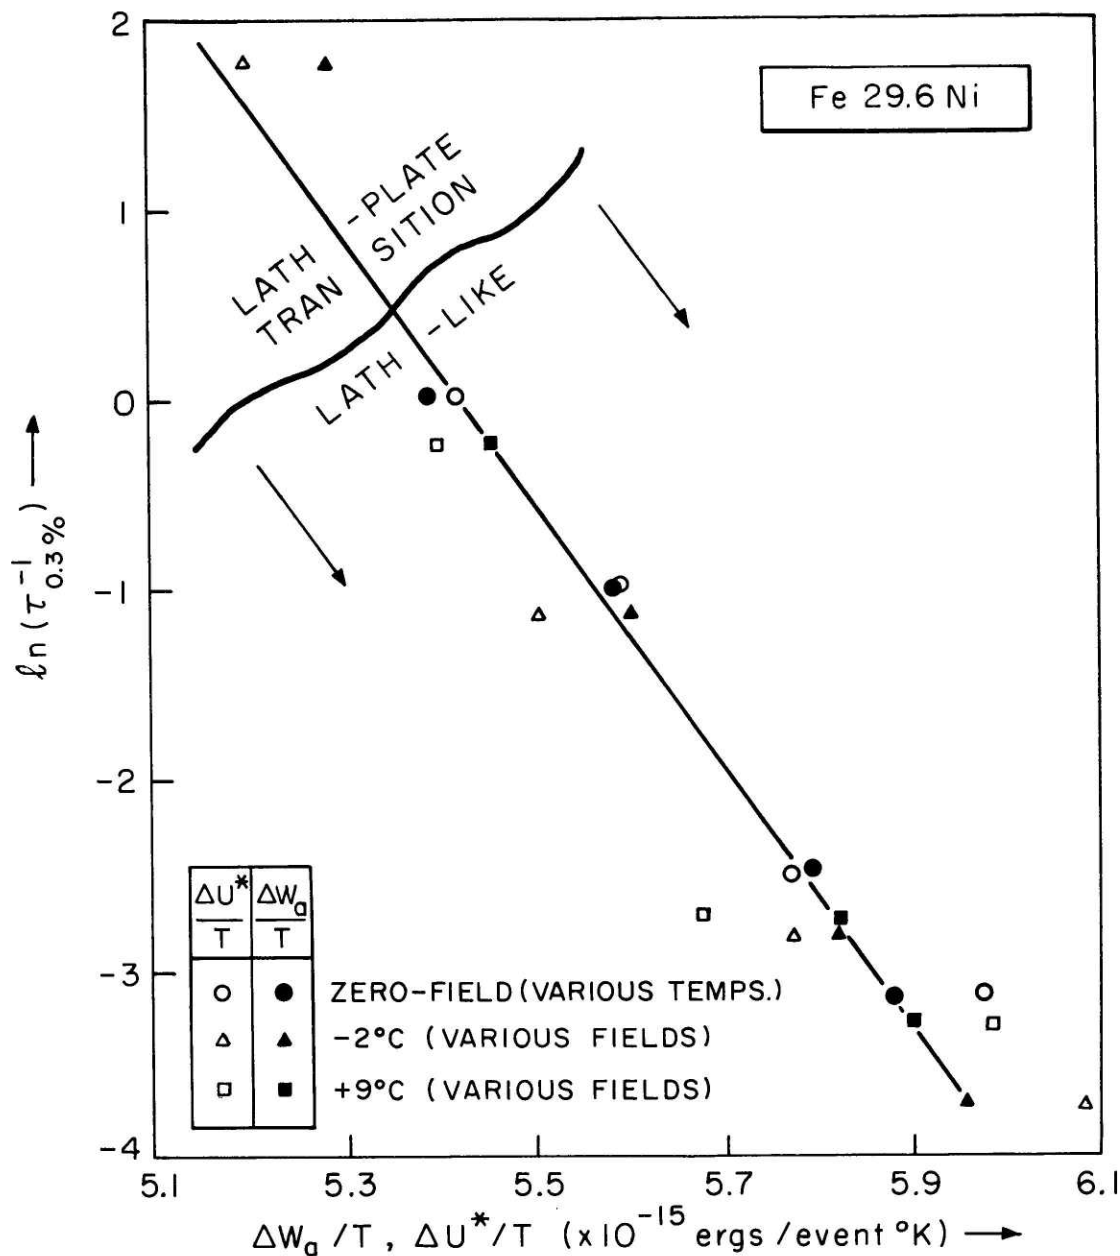 Fe 29.6 Ni
2
1
0
-1
-2
-3
-4
ℓn (τ⁻¹ 0.3%) →
LATH -PLATE
TRAN SITION
LATH -LIKE
ΔU*/T ΔWa/T
ZERO-FIELD (VARIOUS TEMPS.)
-2°C (VARIOUS FIELDS)
+9°C (VARIOUS FIELDS)
5.1 5.3 5.5 5.7 5.9 6.1
ΔWa/T, ΔU*/T (x10⁻¹⁵ ergs/event °K) →